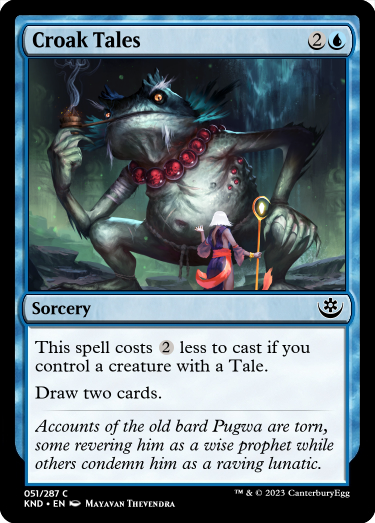 Croak Tales 2
Sorcery
This spell costs 2 less to cast if you
control a creature with a Tale.
Draw two cards.
Accounts of the old bard Pugwa are torn,
some revering him as a wise prophet while
others condemn him as a raving lunatic.
051/287 C
KND • EN Mayavan Thevendra
™ & © 2023 CanterburyEgg